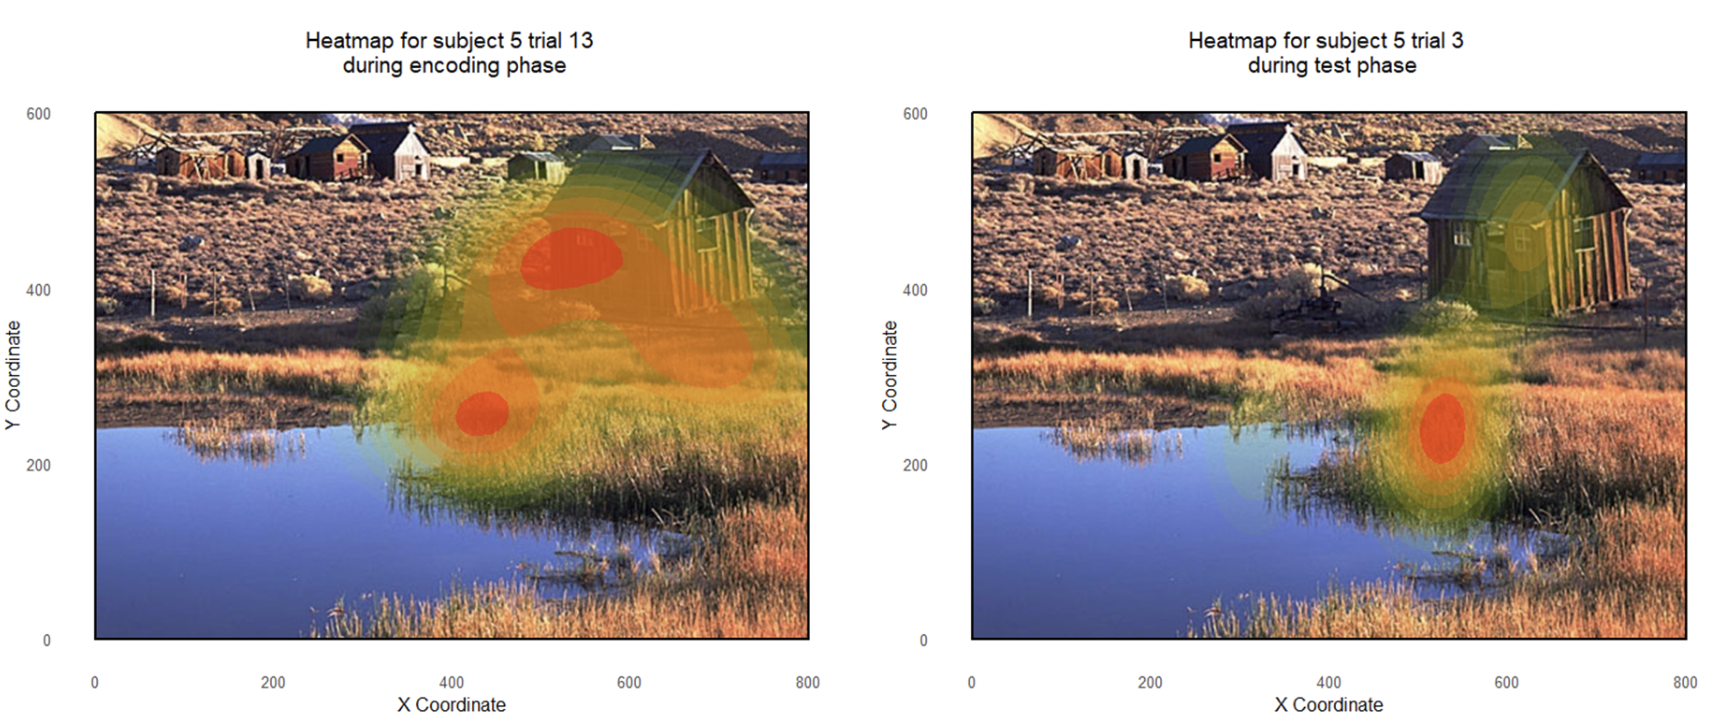 Heatmap for subject 5 trial 13
during encoding phase
600
400
200
0
Y Coordinate
0
200
400
600
800
X Coordinate
Heatmap for subject 5 trial 3
during test phase
600
400
200
0
Y Coordinate
0
200
400
600
800
X Coordinate